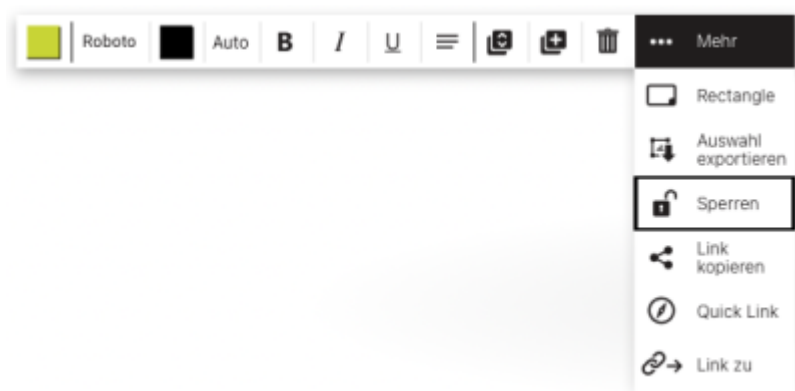 Roboto Auto B I U Mehr
Rectangle
Auswahl
exportieren
Sperren
Link
kopieren
Quick Link
Link zu